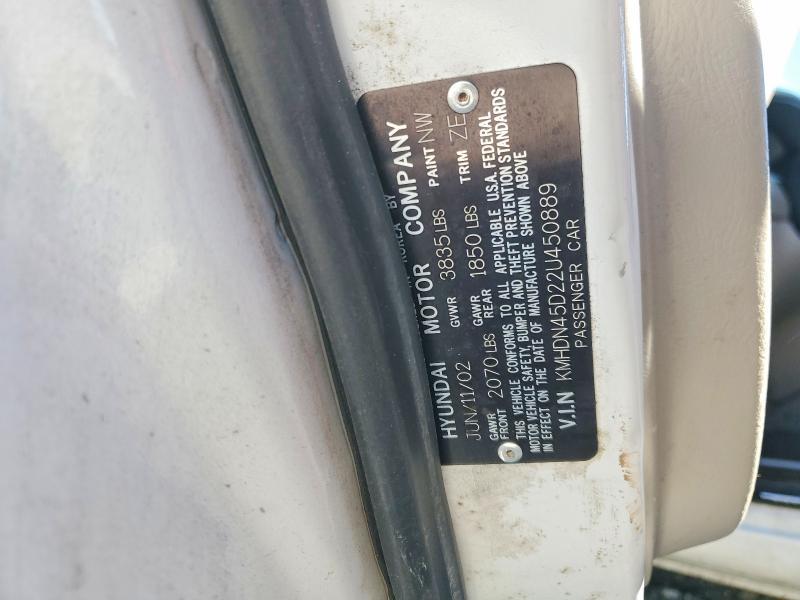 IN KOREA BY
HYUNDAI MOTOR COMPANY
JUN/11/02 GVWR 3835 LBS PAINT NW
GAWR FRONT 2070 LBS GAWR REAR 1850 LBS TRIM ZE
THIS VEHICLE CONFORMS TO ALL APPLICABLE U.S.A. FEDERAL
MOTOR VEHICLE SAFETY, BUMPER AND THEFT PREVENTION STANDARDS
IN EFFECT ON THE DATE OF MANUFACTURE SHOWN ABOVE
V.I.N KMHDN45D22U450889
PASSENGER CAR